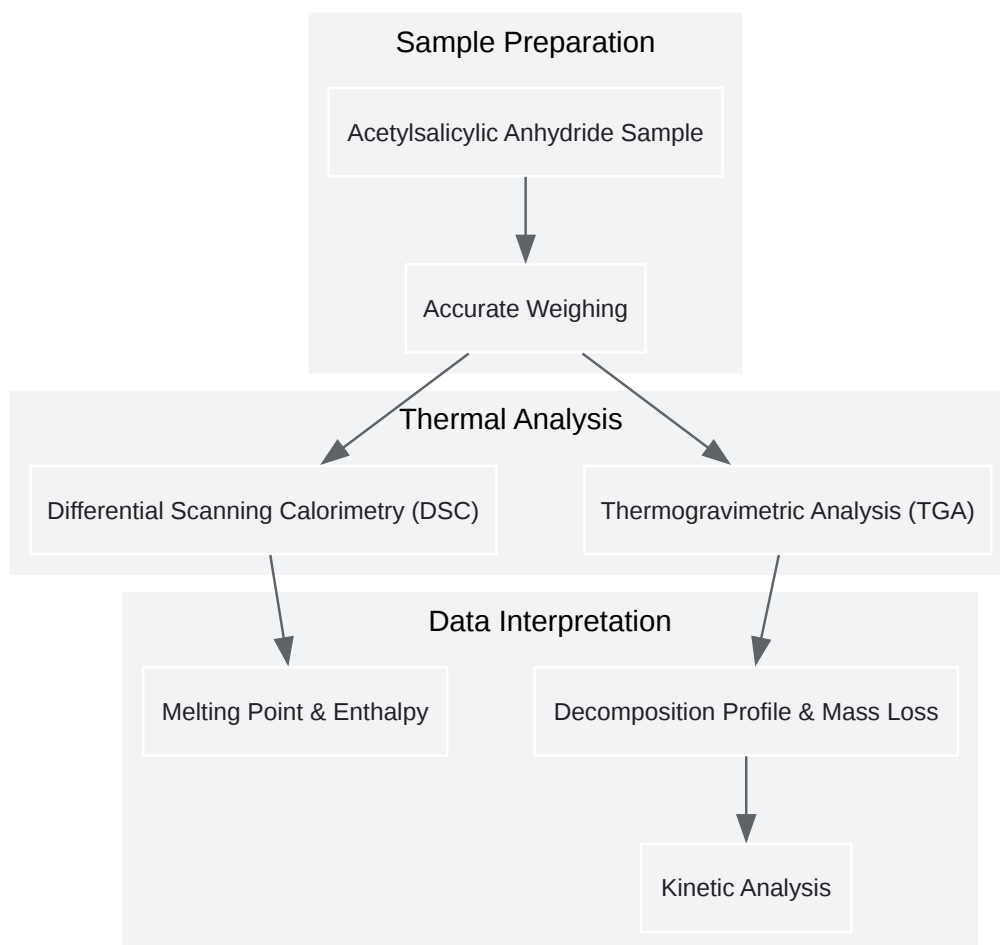 Sample Preparation
Acetylsalicylic Anhydride Sample
Accurate Weighing
Thermal Analysis
Differential Scanning Calorimetry (DSC)
Thermogravimetric Analysis (TGA)
Data Interpretation
Melting Point & Enthalpy
Decomposition Profile & Mass Loss
Kinetic Analysis